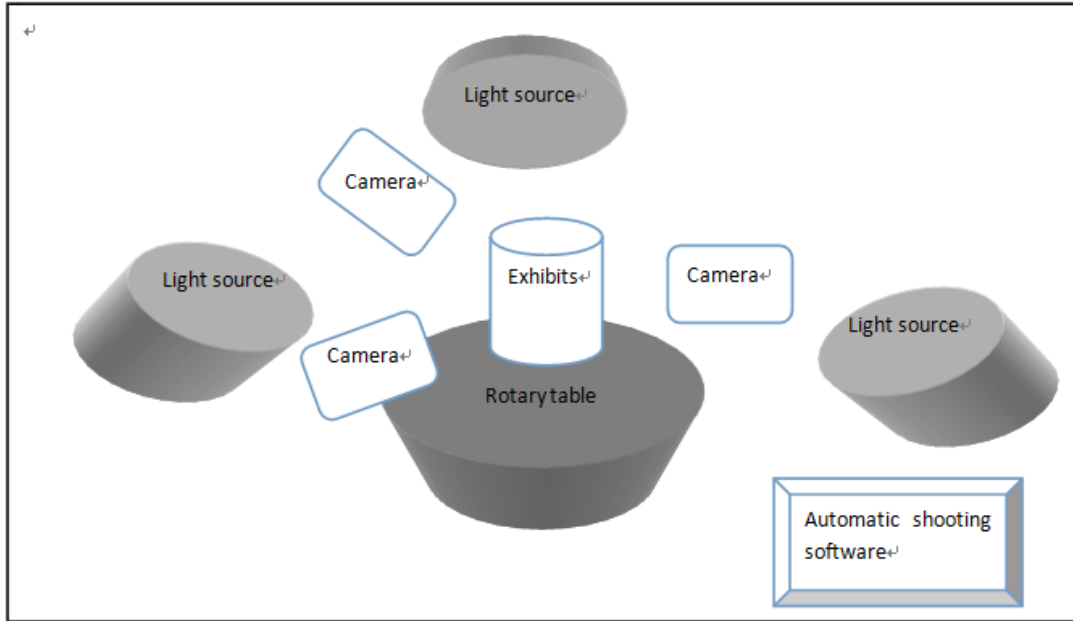 Light source
Camera
Light source
Exhibits
Camera
Light source
Camera
Rotary table
Automatic shooting
software